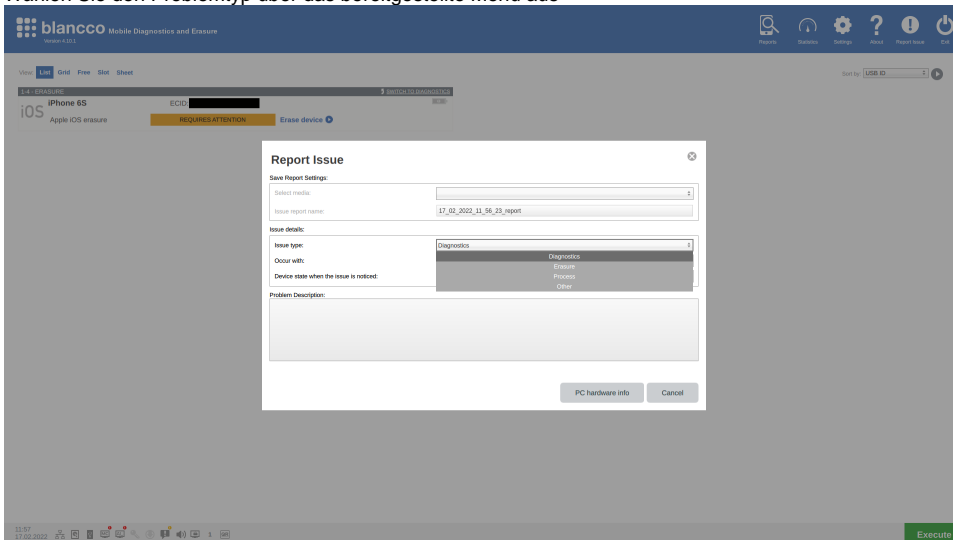 Wählen Sie den Problemtyp über das bereitgestellte Menü aus
blancco Mobile Diagnostics and Erasure
Version 4.10.1
Reports Statistics Settings About Report Issue Exit
View: List Grid Free Slot Sheet
Sort by: USB ID
1-4 - ERASURE
SWITCH TO DIAGNOSTICS
iOS
iPhone 6S
ECID:
Apple iOS erasure
REQUIRES ATTENTION
Erase device
Report Issue
Save Report Settings:
Select media:
Issue report name:
17_02_2022_11_56_23_report
Issue details:
Issue type:
Diagnostics
Diagnostics
Occur with:
Erasure
Device state when the issue is noticed:
Process
Other
Problem Description:
PC hardware info
Cancel
11:57
17.02.2022
1
Execute